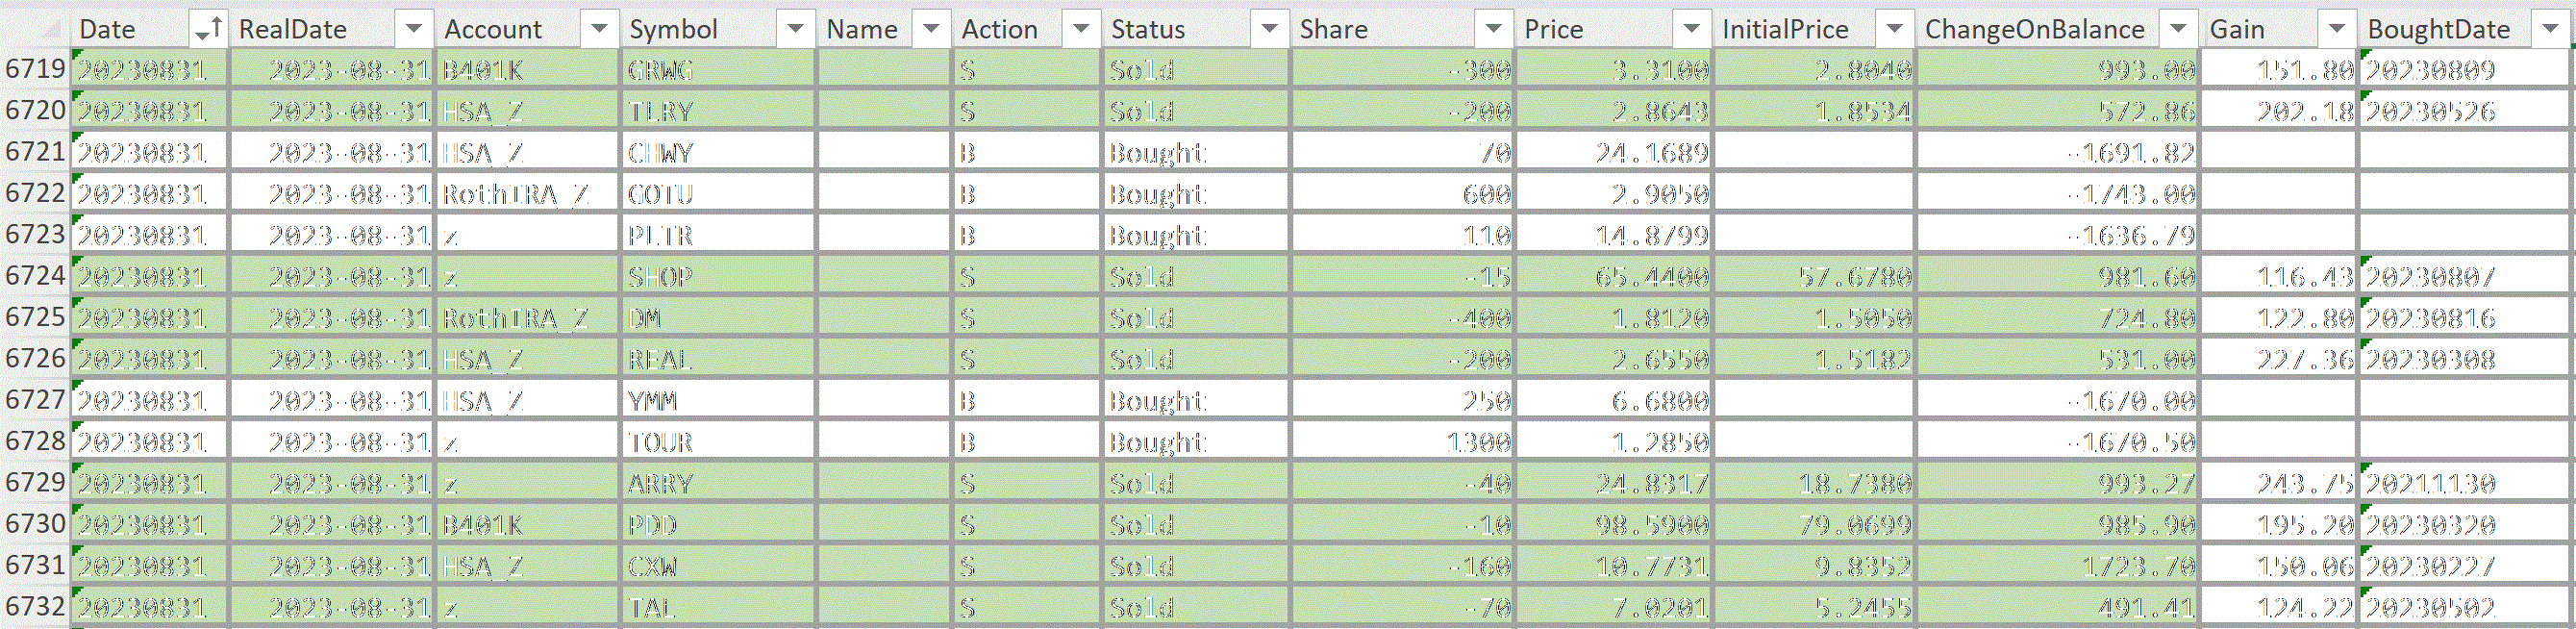 Date RealDate Account Symbol Name Action Status Share Price InitialPrice ChangeOnBalance Gain BoughtDate
6719 20230831 2023-08-31 B401K GRWG S Sold -300 3.3100 2.8040 993.00 151.80 20230809
6720 20230831 2023-08-31 HSA_Z TLRY S Sold -200 2.8643 1.8534 572.86 202.18 20230526
6721 20230831 2023-08-31 HSA_Z CHWY B Bought 70 24.1689 -1691.82
6722 20230831 2023-08-31 RothIRA_Z GOTU B Bought 600 2.9050 -1743.00
6723 20230831 2023-08-31 z PLTR B Bought 110 14.8799 -1636.79
6724 20230831 2023-08-31 z SHOP S Sold -15 65.4400 57.6780 981.60 116.43 20230807
6725 20230831 2023-08-31 RothIRA_Z DM S Sold -400 1.8120 1.5050 724.80 122.80 20230816
6726 20230831 2023-08-31 HSA_Z REAL S Sold -200 2.6550 1.5182 531.00 227.36 20230308
6727 20230831 2023-08-31 HSA_Z YMM B Bought 250 6.6800 -1670.00
6728 20230831 2023-08-31 z TOUR B Bought 1300 1.2850 -1670.50
6729 20230831 2023-08-31 z ARRY S Sold -40 24.8317 18.7380 993.27 243.75 20211130
6730 20230831 2023-08-31 B401K PDD S Sold -10 98.5900 79.0699 985.90 195.20 20230320
6731 20230831 2023-08-31 HSA_Z CXW S Sold -160 10.7731 9.8352 1723.70 150.06 20230227
6732 20230831 2023-08-31 z TAL S Sold -70 7.0201 5.2455 491.41 124.22 20230502